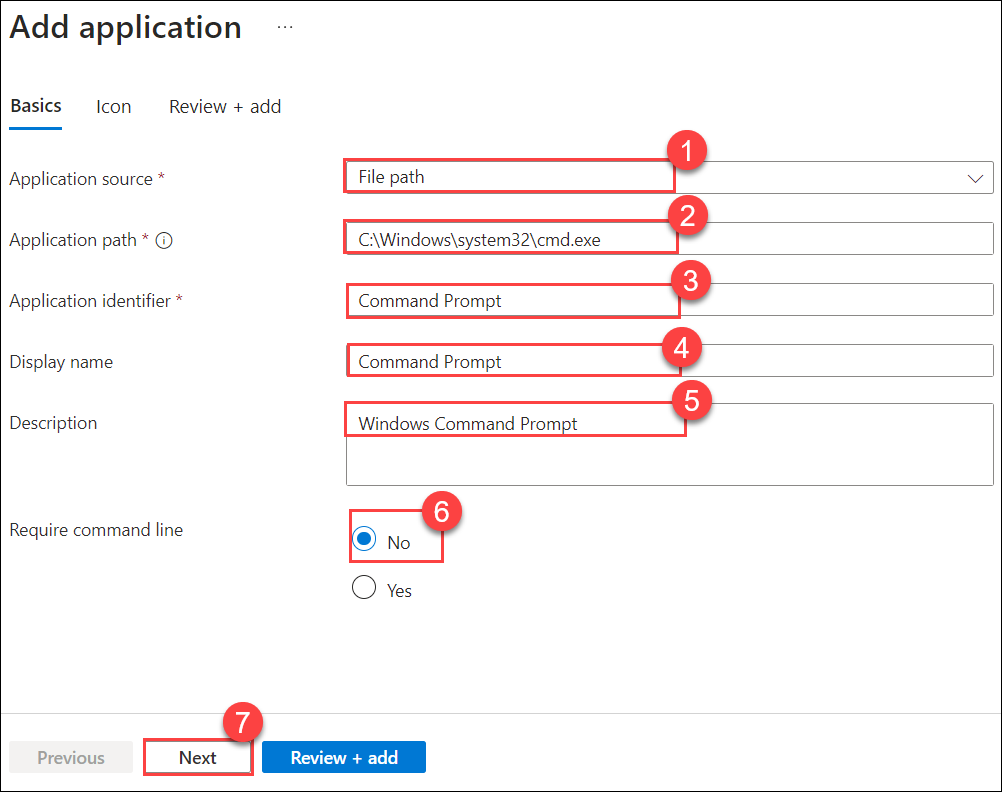 Add application ...
Basics Icon Review + add
1
Application source * File path
2
Application path * C:\Windows\system32\cmd.exe
3
Application identifier * Command Prompt
4
Display name Command Prompt
5
Description Windows Command Prompt
6
Require command line
No
Yes
7
Previous Next Review + add